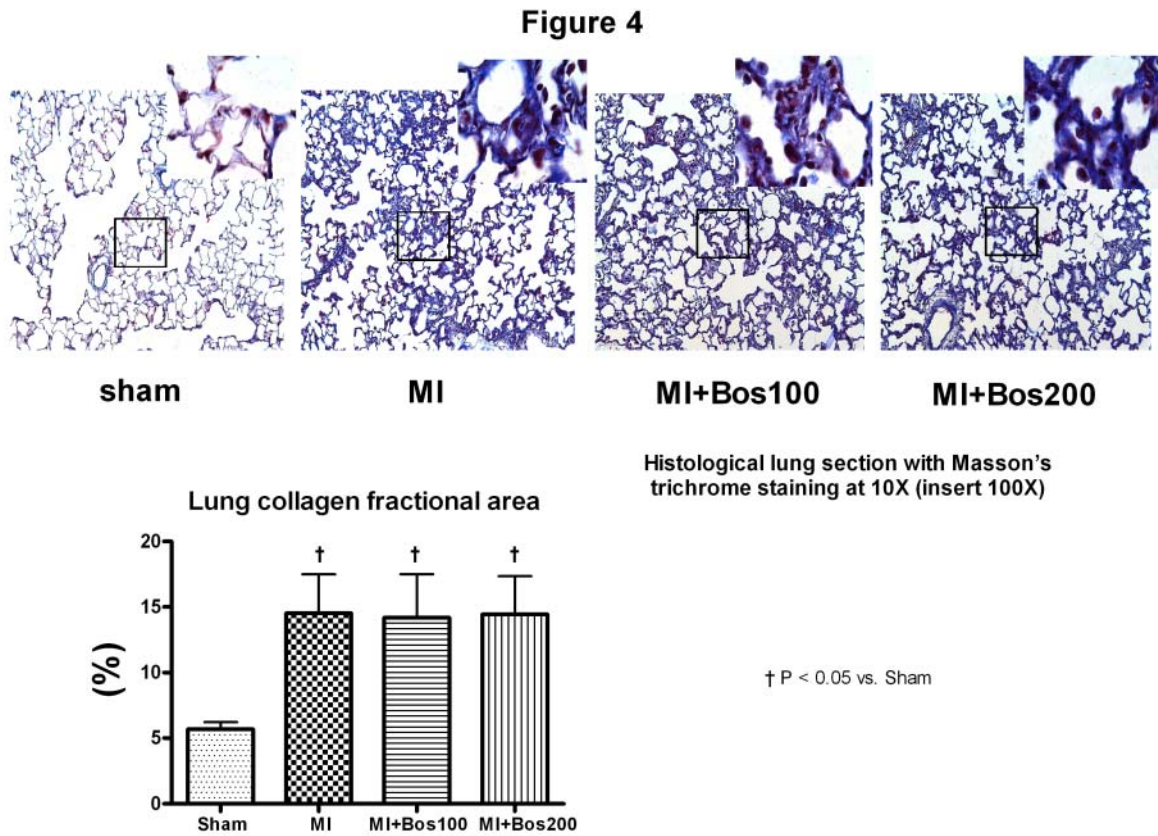 Figure 4
sham
MI
MI+Bos100
MI+Bos200
Histological lung section with Masson's
trichrome staining at 10X (insert 100X)
Lung collagen fractional area
(%)
20
15
10
5
0
†
†
†
Sham
MI
MI+Bos100
MI+Bos200
† P < 0.05 vs. Sham